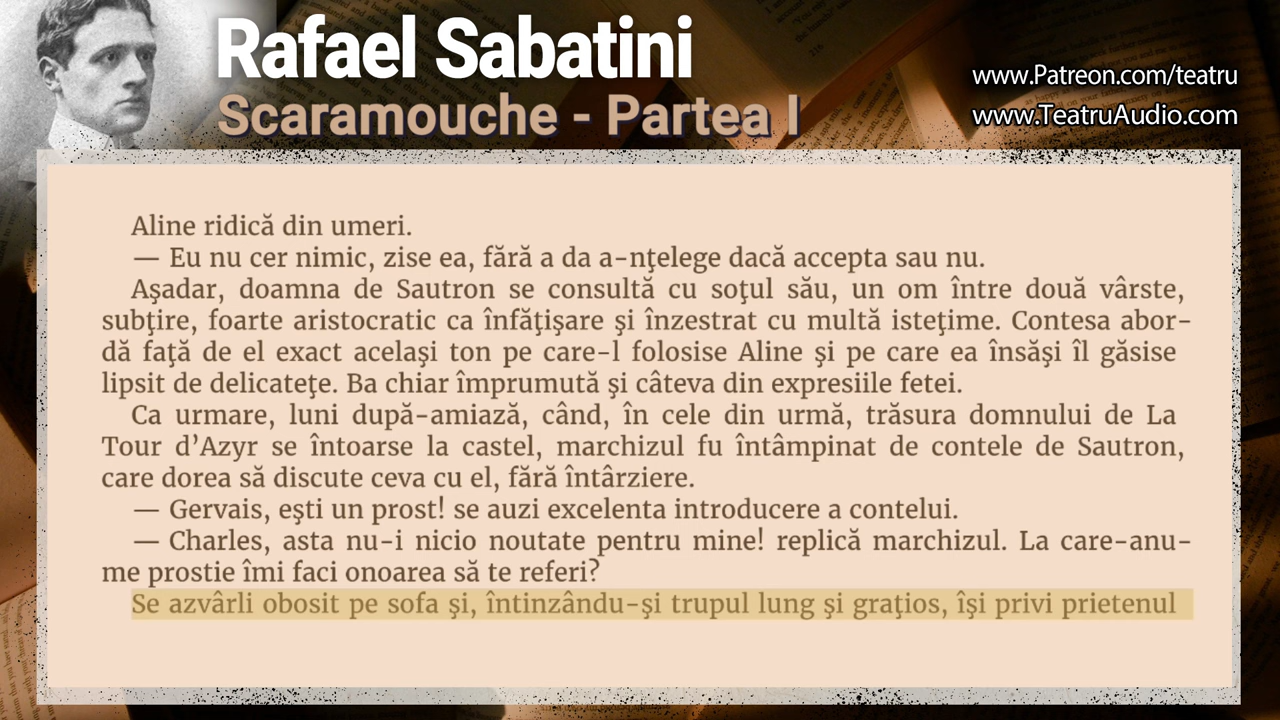 Rafael Sabatini
Scaramouche - Partea I
www.Patreon.com/teatru
www.TeatruAudio.com
Aline ridică din umeri.
— Eu nu cer nimic, zise ea, fără a da a-nţelege dacă accepta sau nu.
Aşadar, doamna de Sautron se consultă cu soţul său, un om între două vârste,
subţire, foarte aristocratic ca înfăţişare şi înzestrat cu multă isteţime. Contesa abor-
dă faţă de el exact acelaşi ton pe care-l folosise Aline şi pe care ea însăşi îl găsise
lipsit de delicateţe. Ba chiar împrumută şi câteva din expresiile fetei.
Ca urmare, luni după-amiază, când, în cele din urmă, trăsura domnului de La
Tour d’Azyr se întoarse la castel, marchizul fu întâmpinat de contele de Sautron,
care dorea să discute ceva cu el, fără întârziere.
— Gervais, eşti un prost! se auzi excelenta introducere a contelui.
— Charles, asta nu-i nicio noutate pentru mine! replică marchizul. La care-anu-
me prostie îmi faci onoarea să te referi?
Se azvârli obosit pe sofa şi, întinzându-şi trupul lung şi graţios, îşi privi prietenul